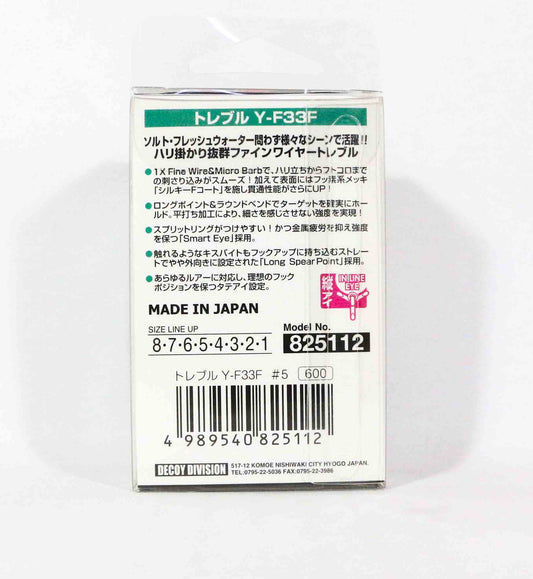 トレブル Y-F33F
ソルト・フレッシュウォーター問わず様々なシーンで活躍!!
ハリ掛かり抜群ファインワイヤートレブル
●1X Fine Wire&Micro Barbで、ハリ立ちからフトコロまで
の刺さり込みがスムーズ!加えて表面にはフッ素系メッキ
「シルキーFコート」を施し貫通性能がさらにUP!
●ロングポイント&ラウンドベンドでターゲットを確実にホー
ルド。平打ち加工により、細さを感じさせない強度を実現!
●スプリットリングがつけやすい!かつ金属疲労を抑え強度
を保つ「Smart Eye」採用。
●触れるようなキスバイトもフックアップに持ち込むストレー
トでやや外向きに設定された「Long Spear Point」採用。
●あらゆるルアーに対応し、理想のフック
ポジションを保つタテアイ設定。
縦アイ
INLINE
EYE
MADE IN JAPAN
SIZE LINE UP
8・7・6・5・4・3・2・1
Model No.
825112
トレブル Y-F33F #5 600
4 989540 825112
DECOY DIVISION
517-12 KOMOE NISHIWAKI CITY HYOGO JAPAN.
TEL:0795-22-5036 FAX:0795-22-3986